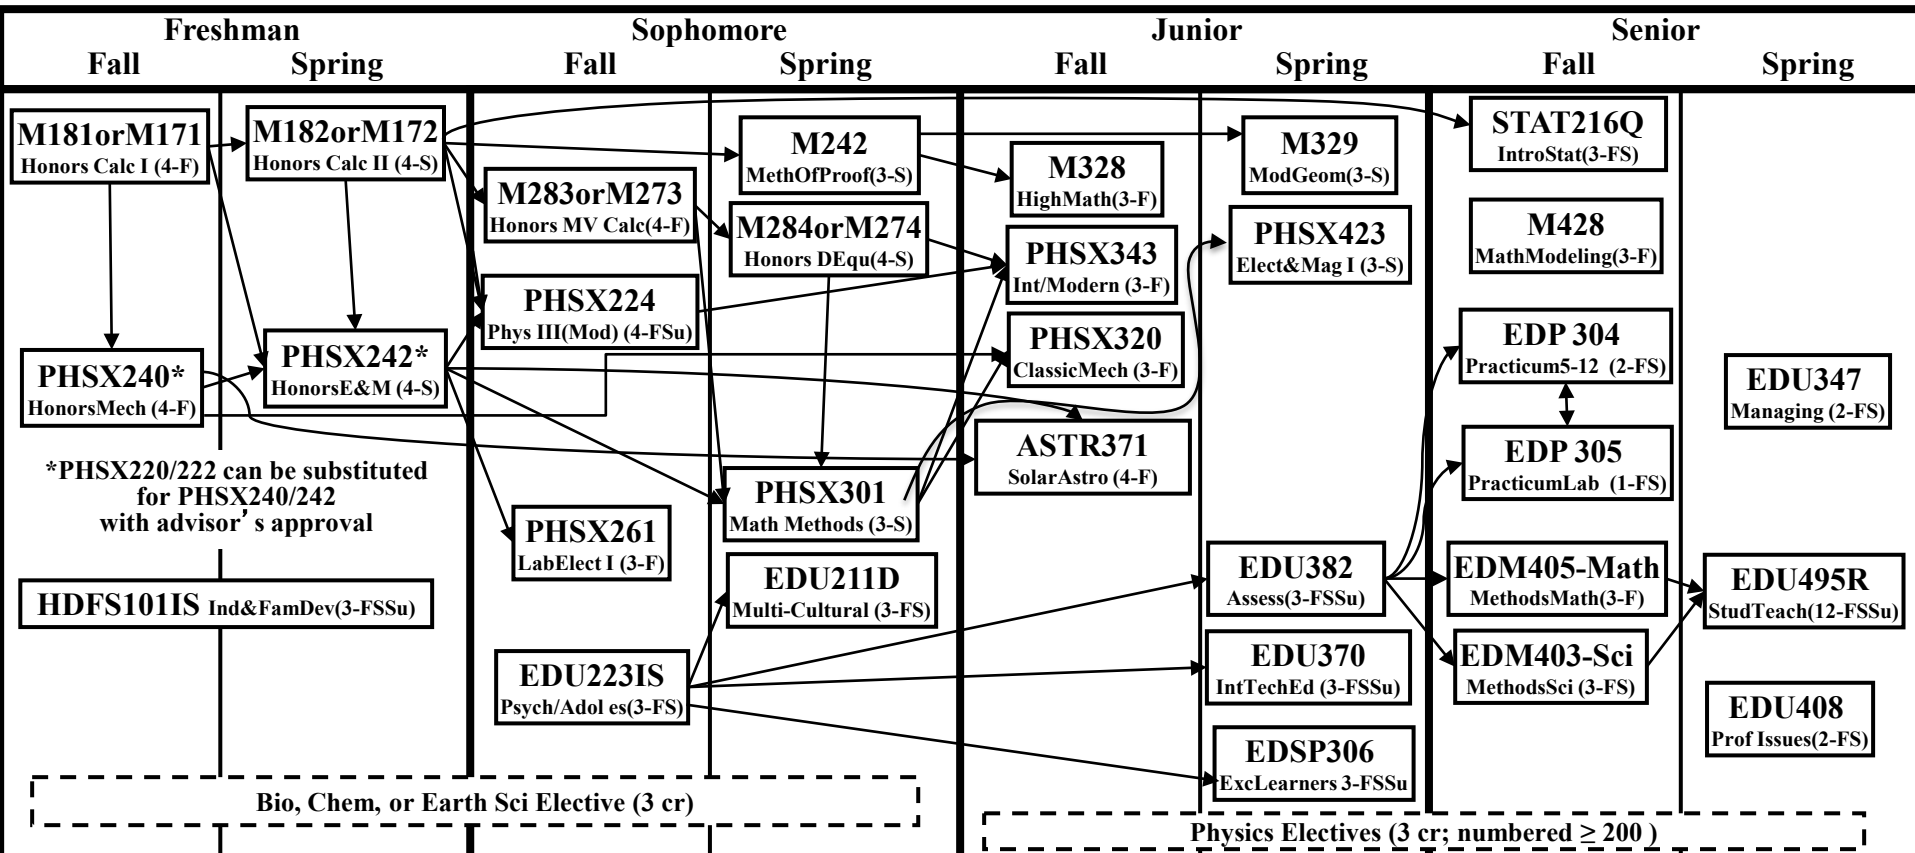 Freshman
Sophomore
Junior
Senior
Fall
Spring
Fall
Spring
Fall
Spring
Fall
Spring
M181orM171
Honors Calc I (4-F)
PHSX240*
HonorsMech (4-F)
M182orM172
Honors Calc II (4-S)
PHSX242*
HonorsE&M (4-S)
*PHSX220/222 can be substituted
for PHSX240/242
with advisor's approval
HDFS101IS Ind&FamDev(3-FSSu)
M283orM273
Honors MV Calc(4-F)
PHSX224
Phys III(Mod) (4-FSu)
PHSX261
LabElect I (3-F)
EDU223IS
Psych/Adol es(3-FS)
M242
MethOfProof(3-S)
M284orM274
Honors DEqu(4-S)
PHSX301
Math Methods (3-S)
EDU211D
Multi-Cultural (3-FS)
Bio, Chem, or Earth Sci Elective (3 cr)
M328
HighMath(3-F)
PHSX343
Int/Modern (3-F)
PHSX320
ClassicMech (3-F)
ASTR371
SolarAstro (4-F)
M329
ModGeom(3-S)
PHSX423
Elect&Mag I (3-S)
EDU382
Assess(3-FSSu)
EDU370
IntTechEd (3-FSSu)
EDSP306
ExcLearners 3-FSSu
STAT216Q
IntroStat(3-FS)
M428
MathModeling(3-F)
EDP 304
Practicum5-12 (2-FS)
EDP 305
PracticumLab (1-FS)
EDM405-Math
MethodsMath(3-F)
EDM403-Sci
MethodsSci (3-FS)
EDU347
Managing (2-FS)
EDU495R
StudTeach(12-FSSu)
EDU408
Prof Issues(2-FS)
Physics Electives (3 cr; numbered ≥ 200 )